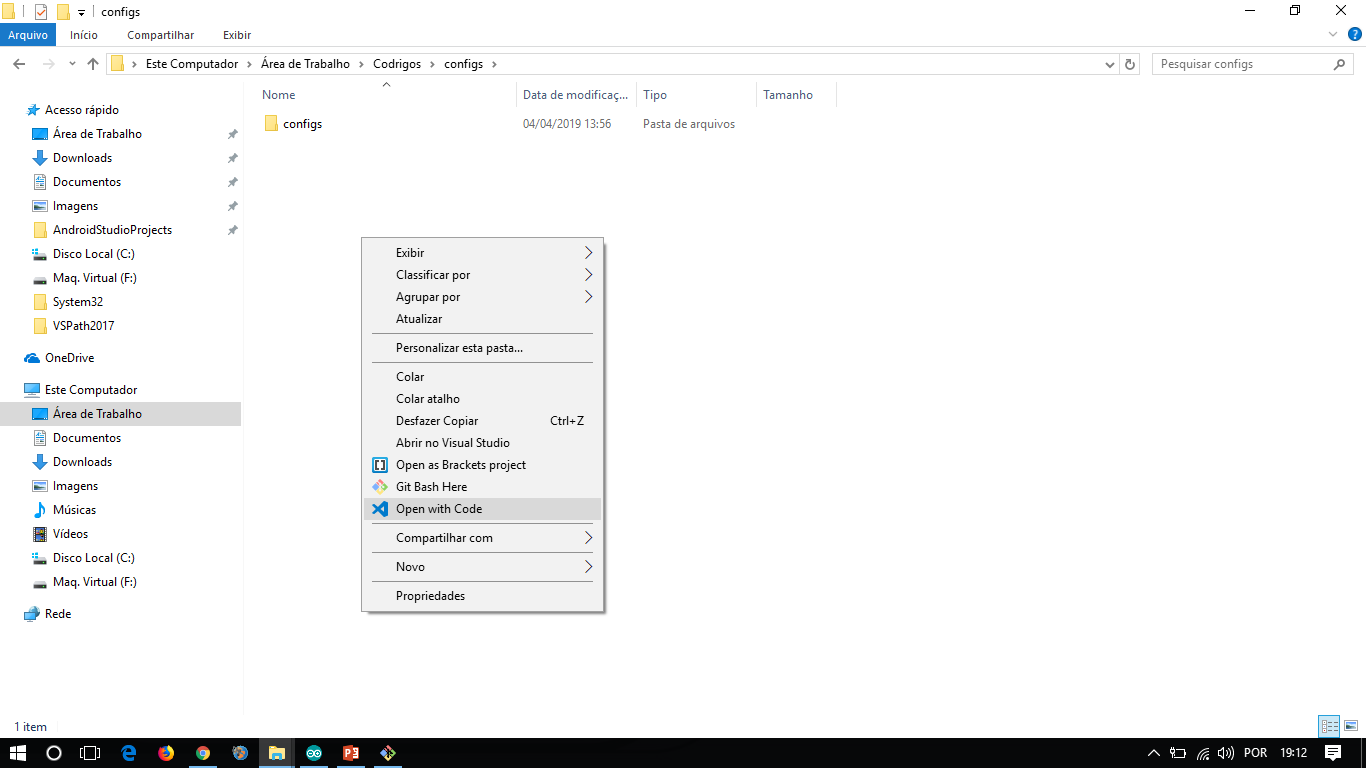 configs
Arquivo Início Compartilhar Exibir
Este Computador Área de Trabalho Codrigos configs Pesquisar configs
Nome Data de modificaç... Tipo Tamanho
configs 04/04/2019 13:56 Pasta de arquivos
Acesso rápido
Área de Trabalho
Downloads
Documentos
Imagens
AndroidStudioProjects
Disco Local (C:)
Maq. Virtual (F:)
System32
VSPath2017
OneDrive
Este Computador
Área de Trabalho
Documentos
Downloads
Imagens
Músicas
Vídeos
Disco Local (C:)
Maq. Virtual (F:)
Rede
Exibir
Classificar por
Agrupar por
Atualizar
Personalizar esta pasta...
Colar
Colar atalho
Desfazer Copiar Ctrl+Z
Abrir no Visual Studio
Open as Brackets project
Git Bash Here
Open with Code
Compartilhar com
Novo
Propriedades
1 item
POR 19:12